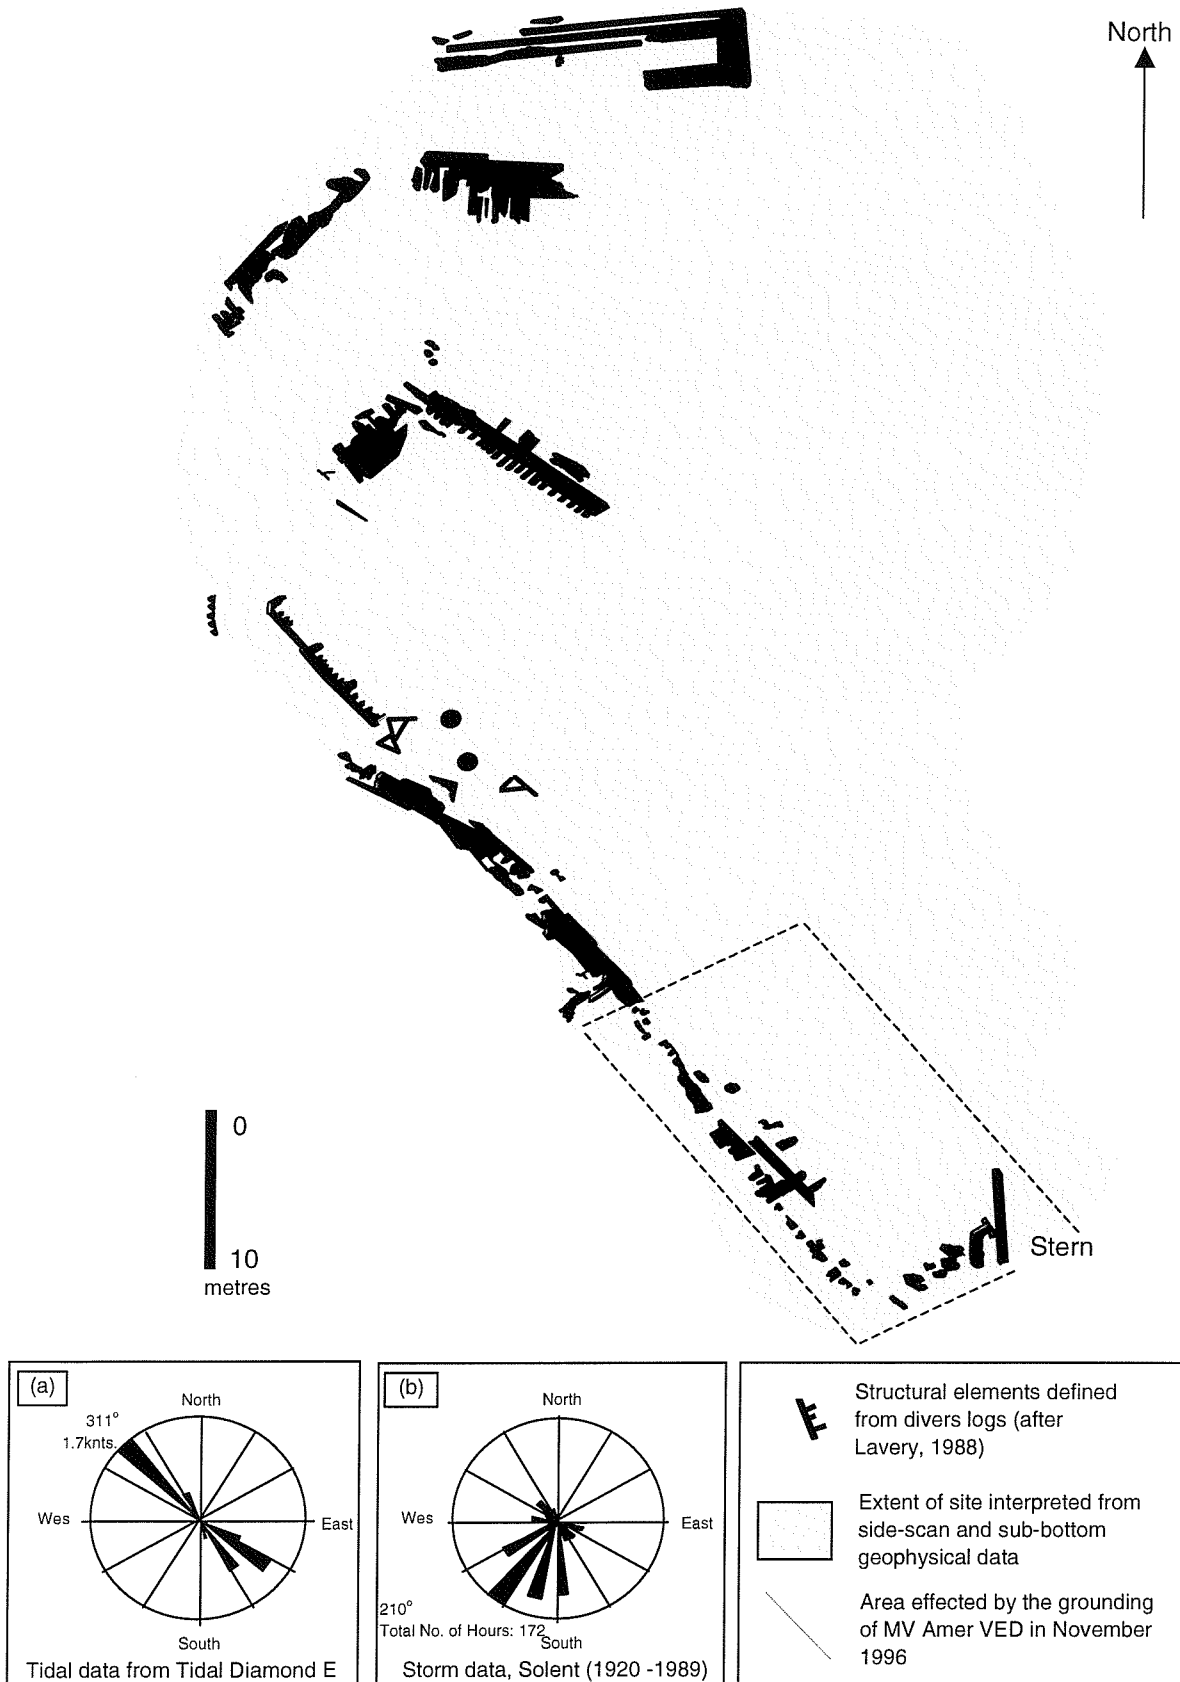 North
0
10
metres
Stern
(a)
North
311°
1.7knts.
Wes
East
South
Tidal data from Tidal Diamond E
(b)
North
Wes
East
210°
Total No. of Hours: 172
South
Storm data, Solent (1920 -1989)
Structural elements defined
from divers logs (after
Lavery, 1988)
Extent of site interpreted from
side-scan and sub-bottom
geophysical data
Area effected by the grounding
of MV Amer VED in November
1996